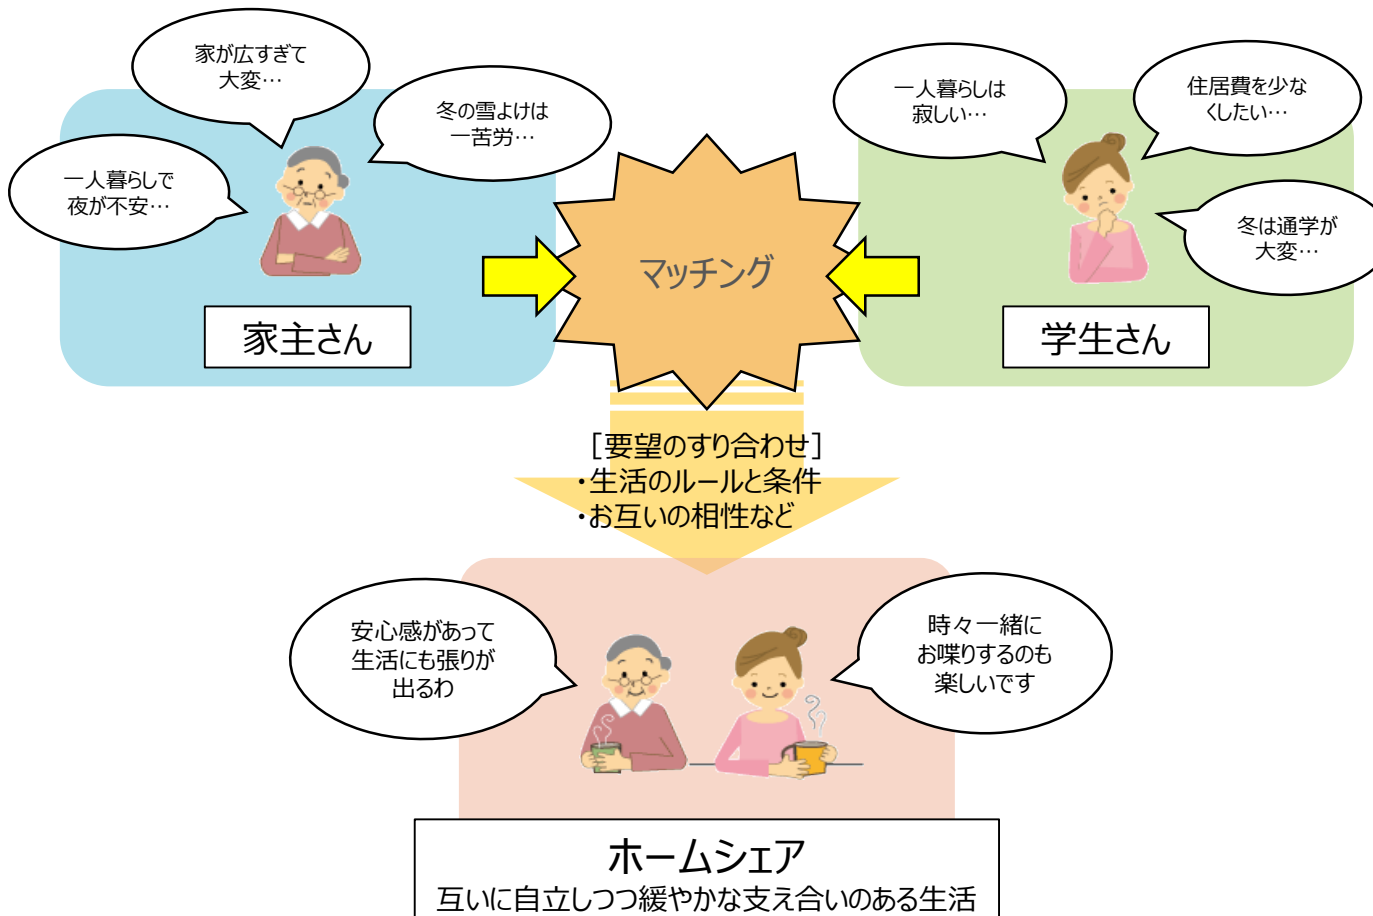 家が広すぎて
大変…
冬の雪よけは
一苦労…
一人暮らしで
夜が不安…
家主さん
マッチング
一人暮らしは
寂しい…
住居費を少な
くしたい…
冬は通学が
大変…
学生さん
［要望のすり合わせ］
・生活のルールと条件
・お互いの相性など
安心感があって
生活にも張りが
出るわ
時々一緒に
お喋りするのも
楽しいです
ホームシェア
互いに自立しつつ緩やかな支え合いのある生活